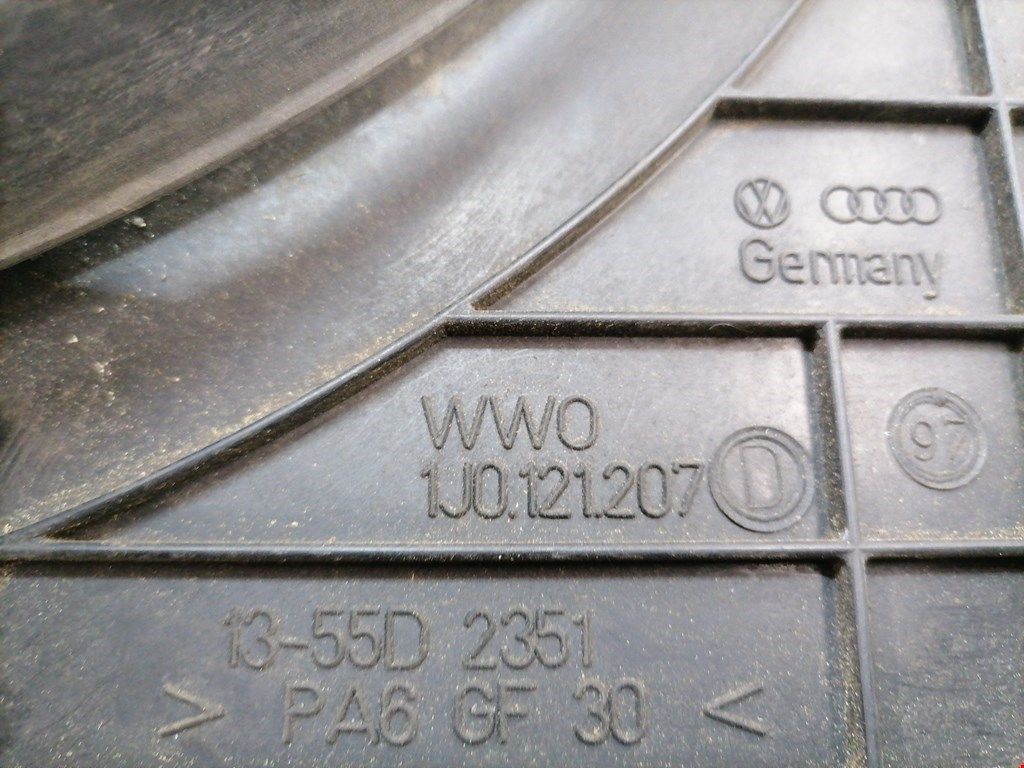 Germany
WWO
1J0.121.207 D
97
13-55D 2351
> PA6 GF 30 <